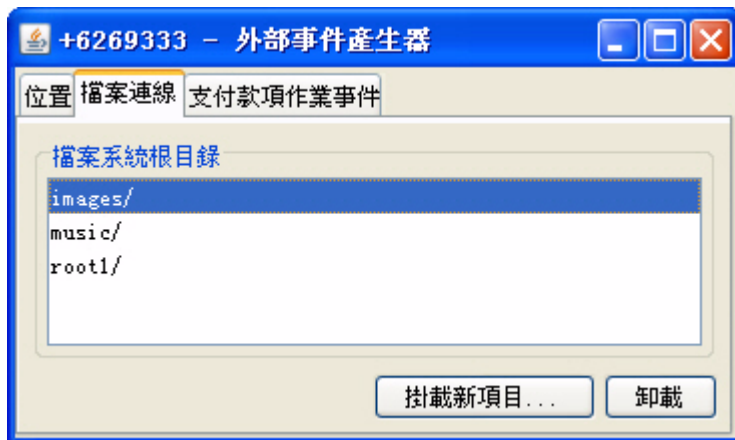 +6269333 - 外部事件產生器
位置 檔案連線 支付款項作業事件
檔案系統根目錄
images/
music/
root1/
掛載新項目... 卸載